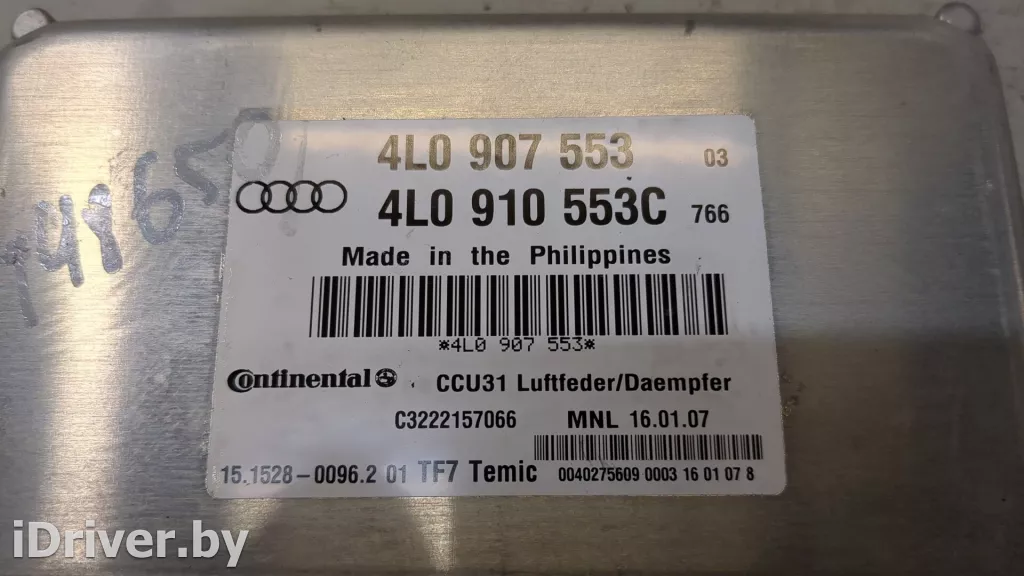 4L0 907 553 03
4L0 910 553C 766
Made in the Philippines
*4L0 907 553*
Continental CCU31 Luftfeder/Daempfer
C3222157066 MNL 16.01.07
15.1528-0096.2 01 TF7 Temic 0040275609 0003 16 01 07 8
iDriver.by